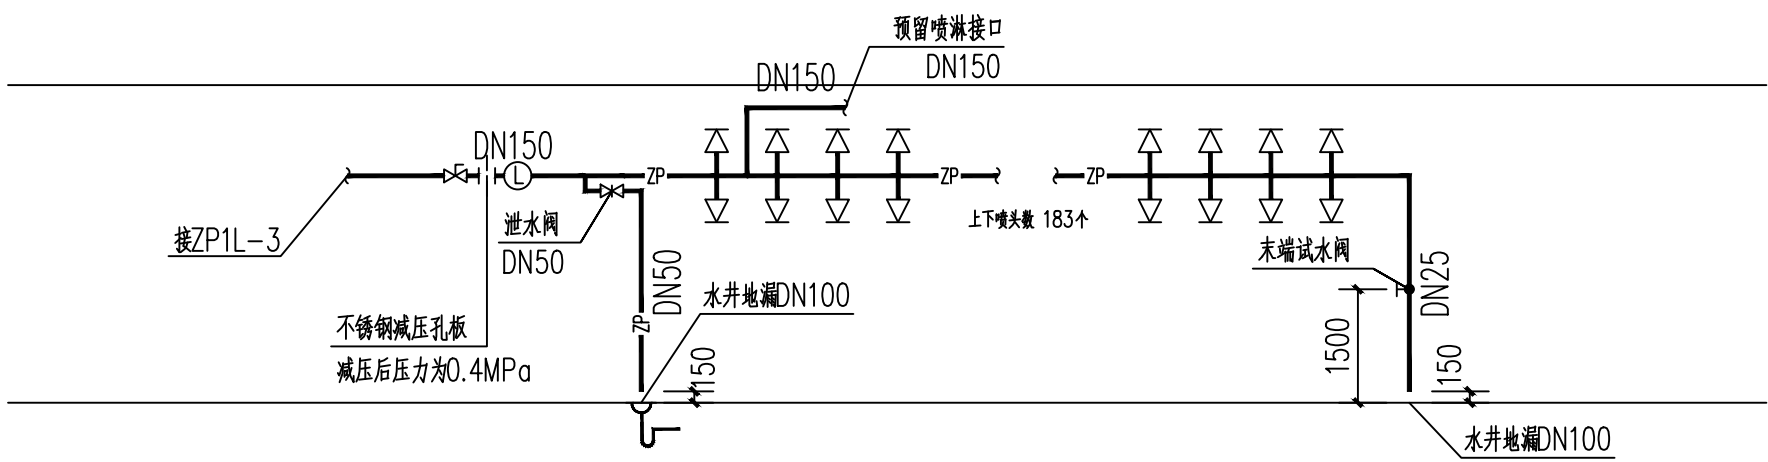 预留喷淋接口
DN150
DN150
DN150
L
ZP
ZP
ZP
接ZP1L-3
泄水阀
DN50
上下喷头数 183个
末端试水阀
DN25
DN50
ZP
水井地漏DN100
不锈钢减压孔板
减压后压力为0.4MPa
150
1500
150
水井地漏DN100